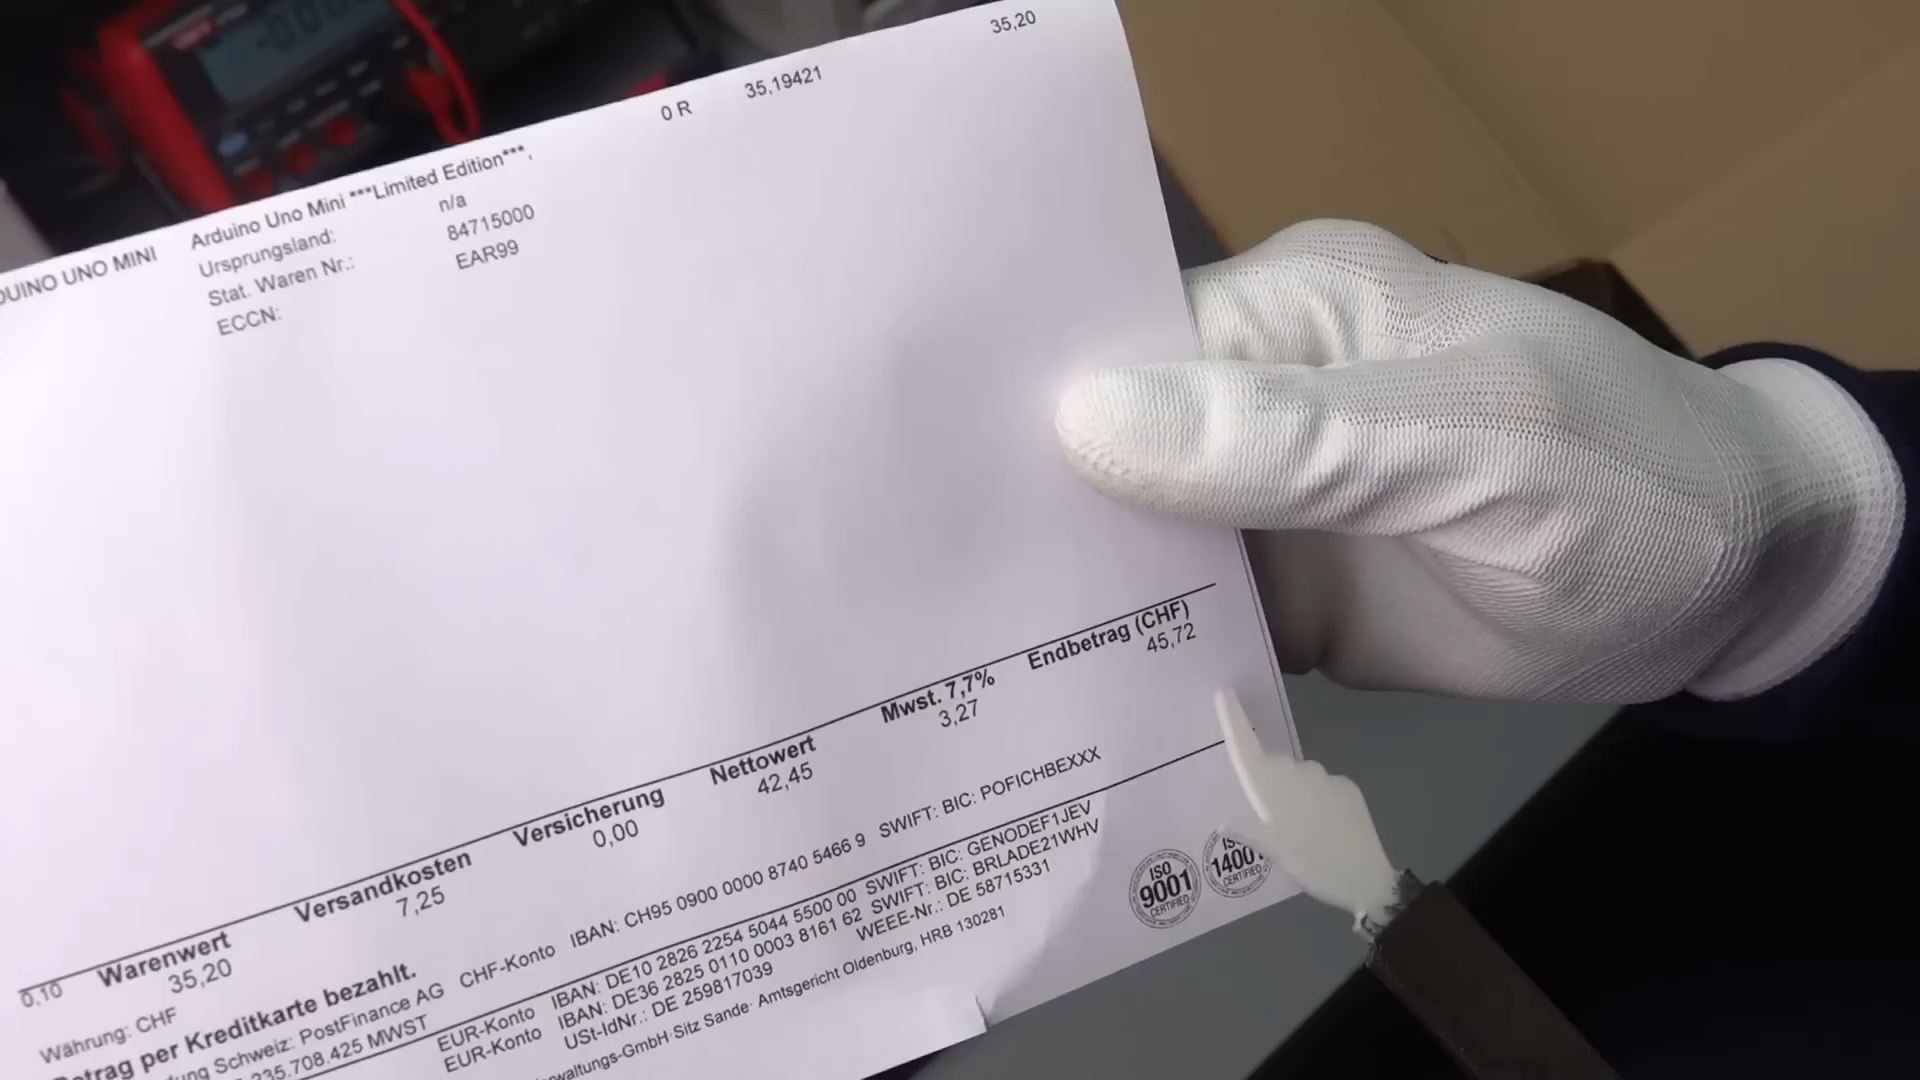 DUINO UNO MINI Arduino Uno Mini ***Limited Edition***, 0 R 35,19421 35,20
Ursprungsland: n/a
Stat. Waren Nr.: 84715000
ECCN: EAR99
0,10
Warenwert Versandkosten Versicherung Nettowert Mwst. 7,7% Endbetrag (CHF)
35,20 7,25 0,00 42,45 3,27 45,72
Währung: CHF
etrag per Kreditkarte bezahlt.
Schweiz: PostFinance AG CHF-Konto IBAN: CH95 0900 0000 8740 5466 9 SWIFT: BIC: POFICHBEXXX
235.708.425 MWST
EUR-Konto IBAN: DE10 2826 2254 5044 5500 00 SWIFT: BIC: GENODEF1JEV
EUR-Konto IBAN: DE36 2825 0110 0003 8161 62 SWIFT: BIC: BRLADE21WHV
USt-IdNr.: DE 259817039 WEEE-Nr.: DE 58715331
waltungs-GmbH·Sitz Sande· Amtsgericht Oldenburg, HRB 130281
ISO
9001
CERTIFIED
1400
CERTIFIED